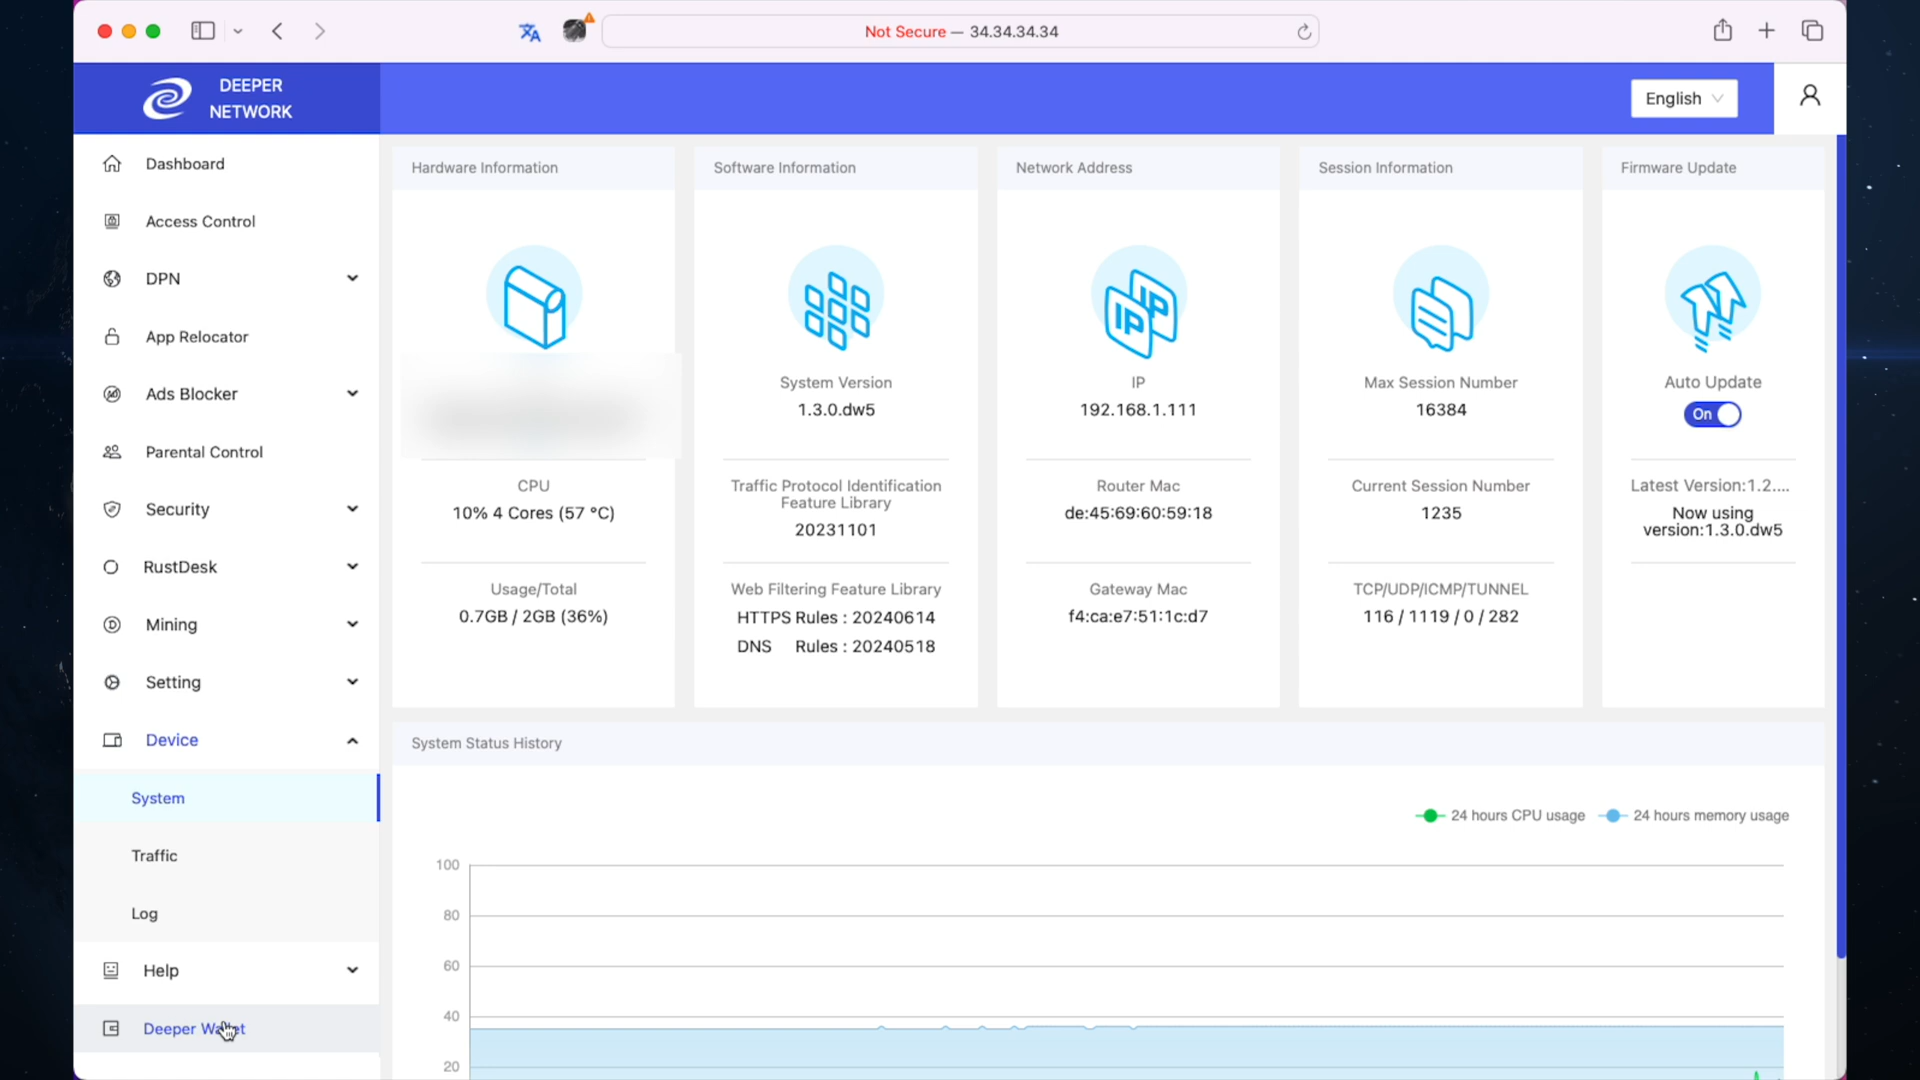 Not Secure — 34.34.34.34
DEEPER
NETWORK
English
Dashboard
Access Control
DPN
App Relocator
Ads Blocker
Parental Control
Security
RustDesk
Mining
Setting
Device
System
Traffic
Log
Help
Deeper
Hardware Information
CPU
10% 4 Cores (57 °C)
Usage/Total
0.7GB / 2GB (36%)
Software Information
System Version
1.3.0.dw5
Traffic Protocol Identification
Feature Library
20231101
Web Filtering Feature Library
HTTPS Rules : 20240614
DNS Rules : 20240518
Network Address
IP
IP
IP
192.168.1.111
Router Mac
de:45:69:60:59:18
Gateway Mac
f4:ca:e7:51:1c:d7
Session Information
Max Session Number
16384
Current Session Number
1235
TCP/UDP/ICMP/TUNNEL
116 / 1119 / 0 / 282
Firmware Update
Auto Update
On
Latest Version:1.2....
Now using
version:1.3.0.dw5
System Status History
24 hours CPU usage
24 hours memory usage
100
80
60
40
20